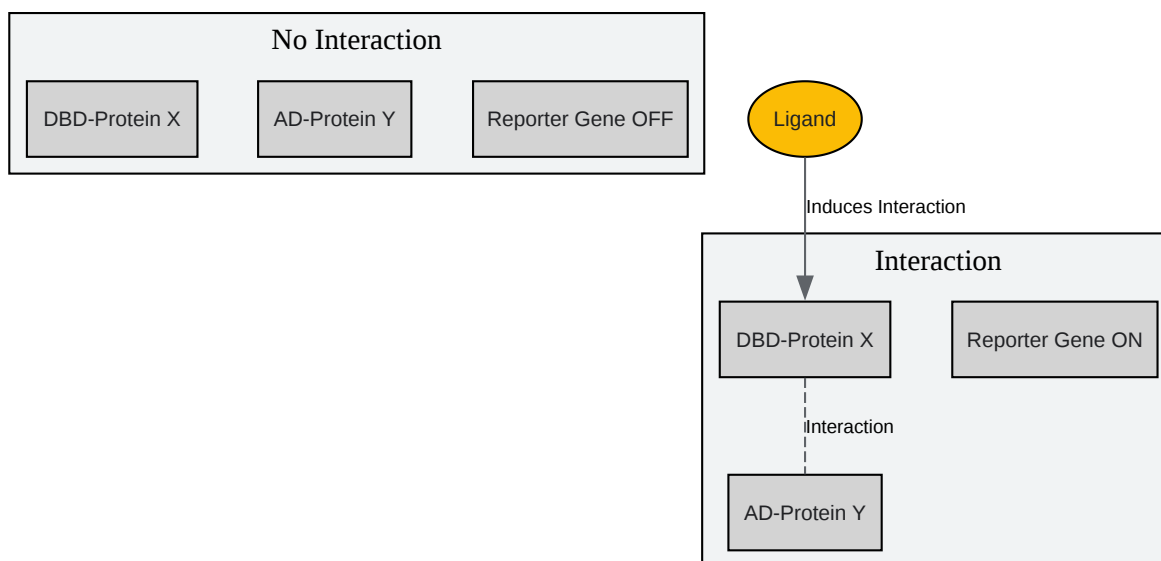 No Interaction
DBD-Protein X
AD-Protein Y
Reporter Gene OFF
Ligand
Induces Interaction
Interaction
DBD-Protein X
Reporter Gene ON
Interaction
AD-Protein Y